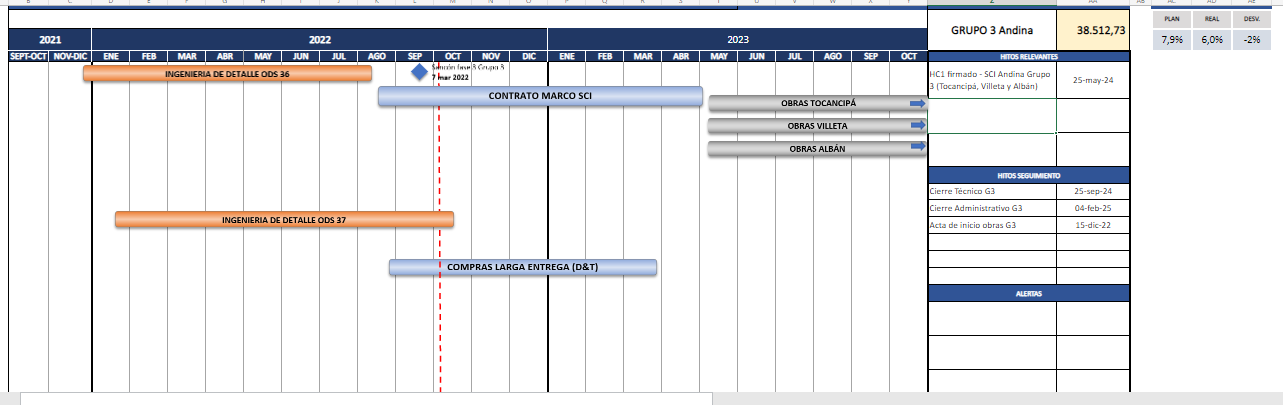 GRUPO 3 Andina
38.512,73
PLAN REAL DESV.
7,9% 6,0% -2%
2021 2022 2023
SEPT-OCT NOV-DIC ENE FEB MAR ABR MAY JUN JUL AGO SEP OCT NOV DIC ENE FEB MAR ABR MAY JUN JUL AGO SEP OCT
HITOS RELEVANTES
INGENIERIA DE DETALLE ODS 36
Sanción fase 3 Grupo 3
7 mar 2022
HC1 firmado - SCI Andina Grupo
3 (Tocancipá, Villeta y Albán)
25-may-24
CONTRATO MARCO SCI
OBRAS TOCANCIPÁ
OBRAS VILLETA
OBRAS ALBÁN
HITOS SEGUIMIENTO
Cierre Técnico G3 25-sep-24
Cierre Administrativo G3 04-feb-25
Acta de inicio obras G3 15-dic-22
INGENIERIA DE DETALLE ODS 37
COMPRAS LARGA ENTREGA (D&T)
ALERTAS